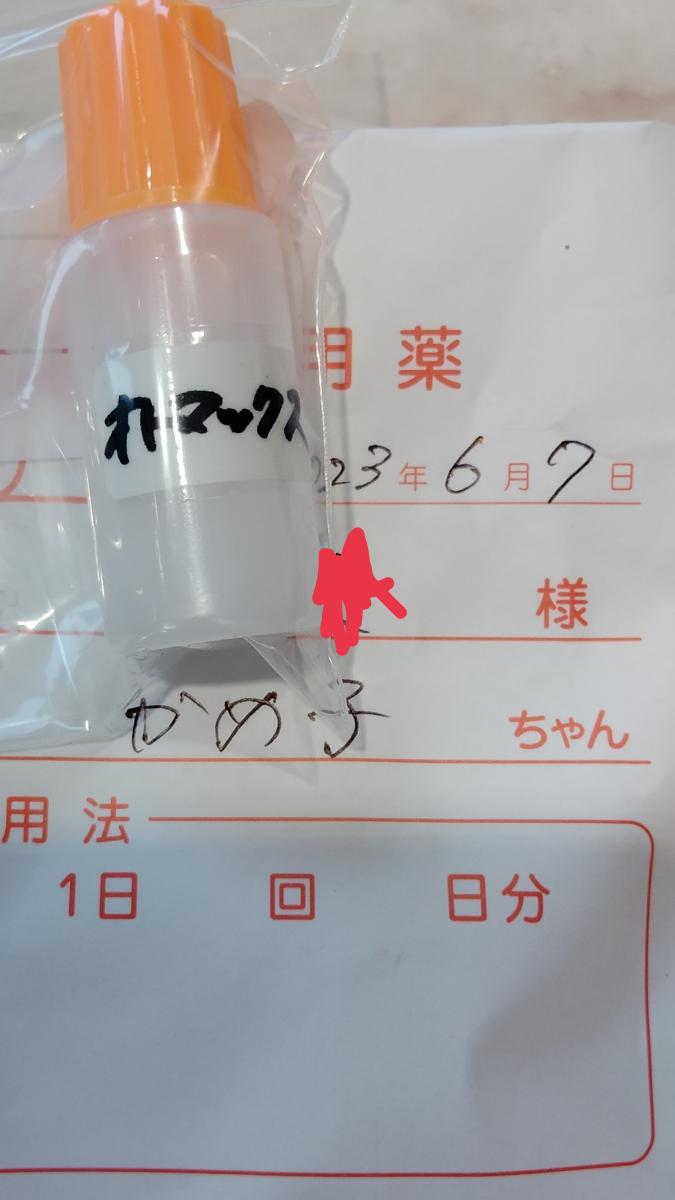 用薬
オトマックス
23年6月7日
様
かめ子ちゃん
用法
1日 回 日分